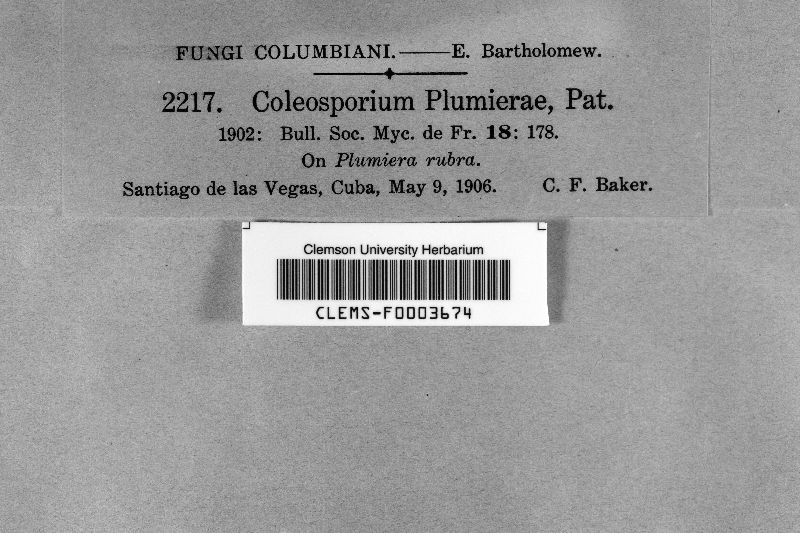 FUNGI COLUMBIANI.——E. Bartholomew.
2217. Coleosporium Plumierae, Pat.
1902: Bull. Soc. Myc. de Fr. 18: 178.
On Plumiera rubra.
Santiago de las Vegas, Cuba, May 9, 1906. C. F. Baker.
Clemson University Herbarium
CLEMS-F0003674